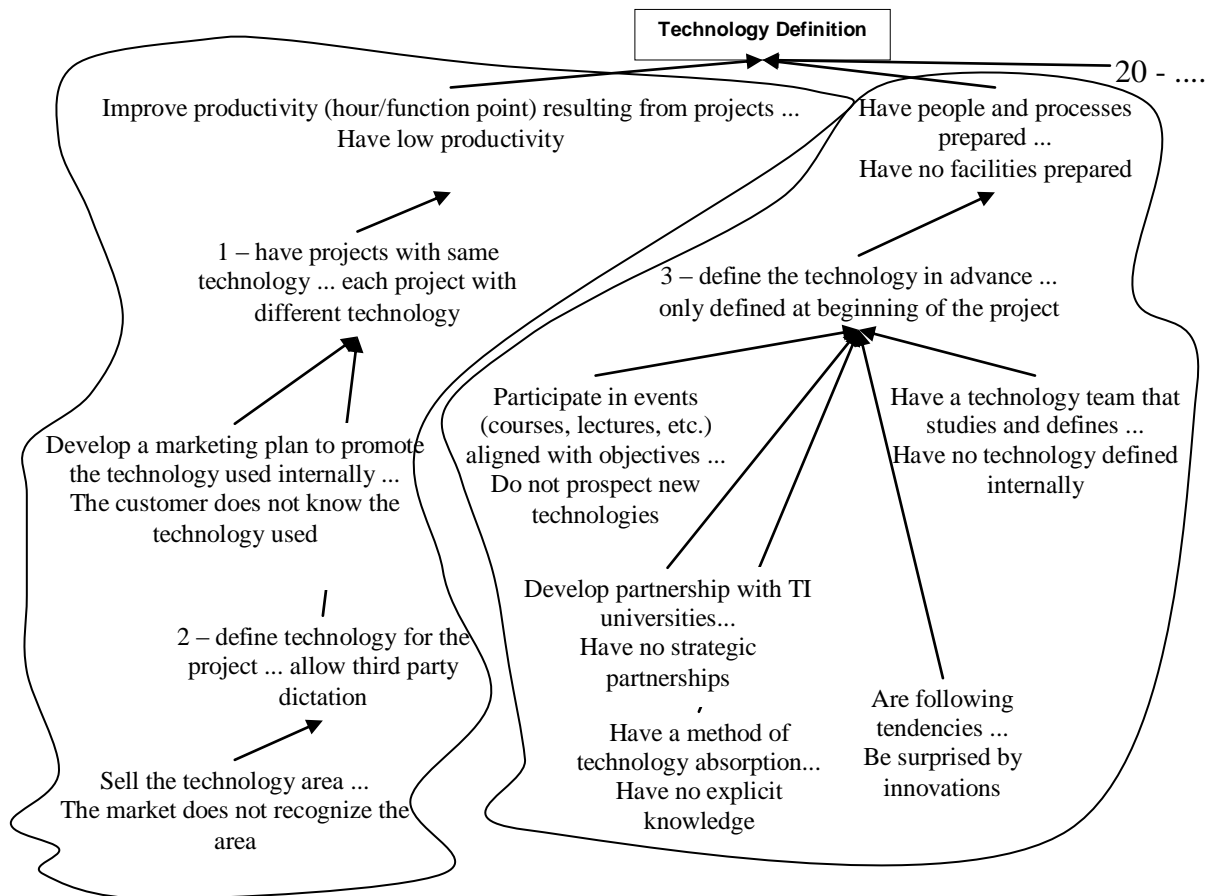 Technology Definition
20 - ....
Improve productivity (hour/function point) resulting from projects ...
Have low productivity
Have people and processes
prepared ...
Have no facilities prepared
1 – have projects with same
technology ... each project with
different technology
3 – define the technology in advance ...
only defined at beginning of the project
Develop a marketing plan to promote
the technology used internally ...
The customer does not know the
technology used
Participate in events
(courses, lectures, etc.)
aligned with objectives ...
Do not prospect new
technologies
Have a technology team that
studies and defines ...
Have no technology defined
internally
2 – define technology for the
project ... allow third party
dictation
Develop partnership with TI
universities...
Have no strategic
partnerships
Sell the technology area ...
The market does not recognize the
area
Have a method of
technology absorption...
Have no explicit
knowledge
Are following
tendencies ...
Be surprised by
innovations